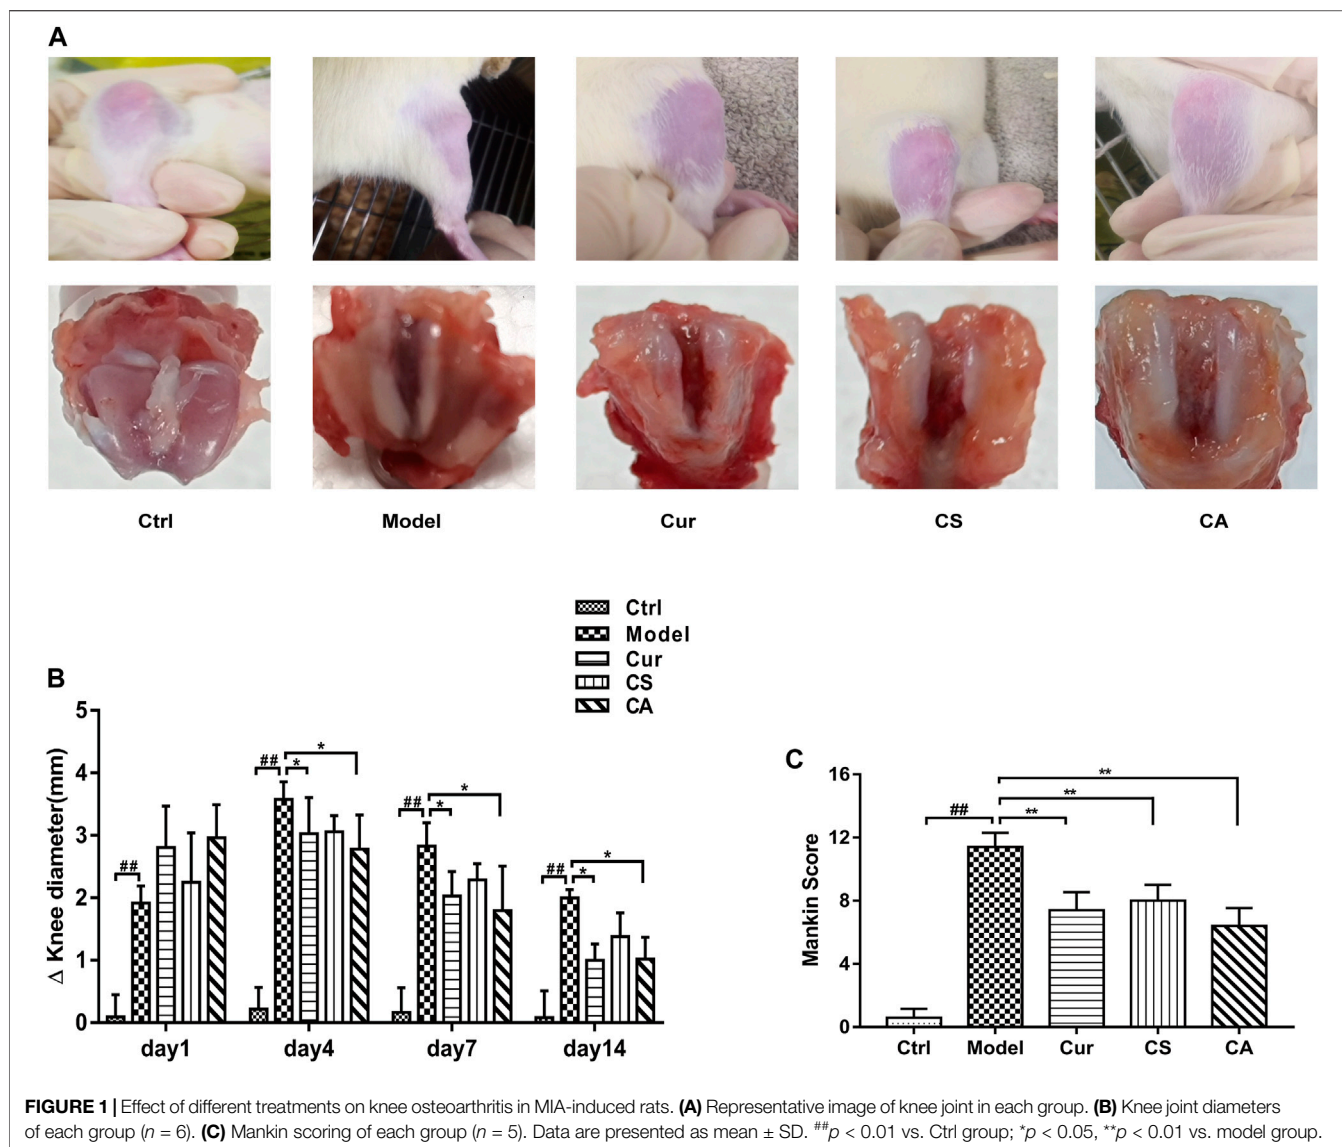 A
Ctrl
Model
Cur
CS
CA
Ctrl
Model
Cur
CS
CA
B
Δ Knee diameter(mm)
5
4
3
2
1
0
##
##
*
*
##
*
*
##
*
*
day1
day4
day7
day14
C
Mankin Score
16
12
8
4
0
##
**
**
**
Ctrl
Model
Cur
CS
CA
FIGURE 1 | Effect of different treatments on knee osteoarthritis in MIA-induced rats. (A) Representative image of knee joint in each group. (B) Knee joint diameters
of each group (n = 6). (C) Mankin scoring of each group (n = 5). Data are presented as mean ± SD. ##p < 0.01 vs. Ctrl group; *p < 0.05, **p < 0.01 vs. model group.